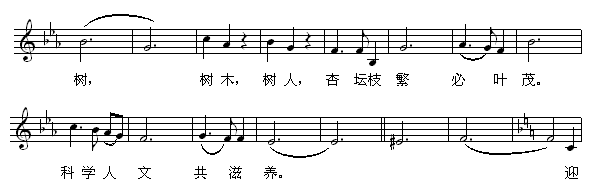 树， 树木，树人，杏坛枝繁 必 叶茂。
科学人 文 共 滋 养。 迎